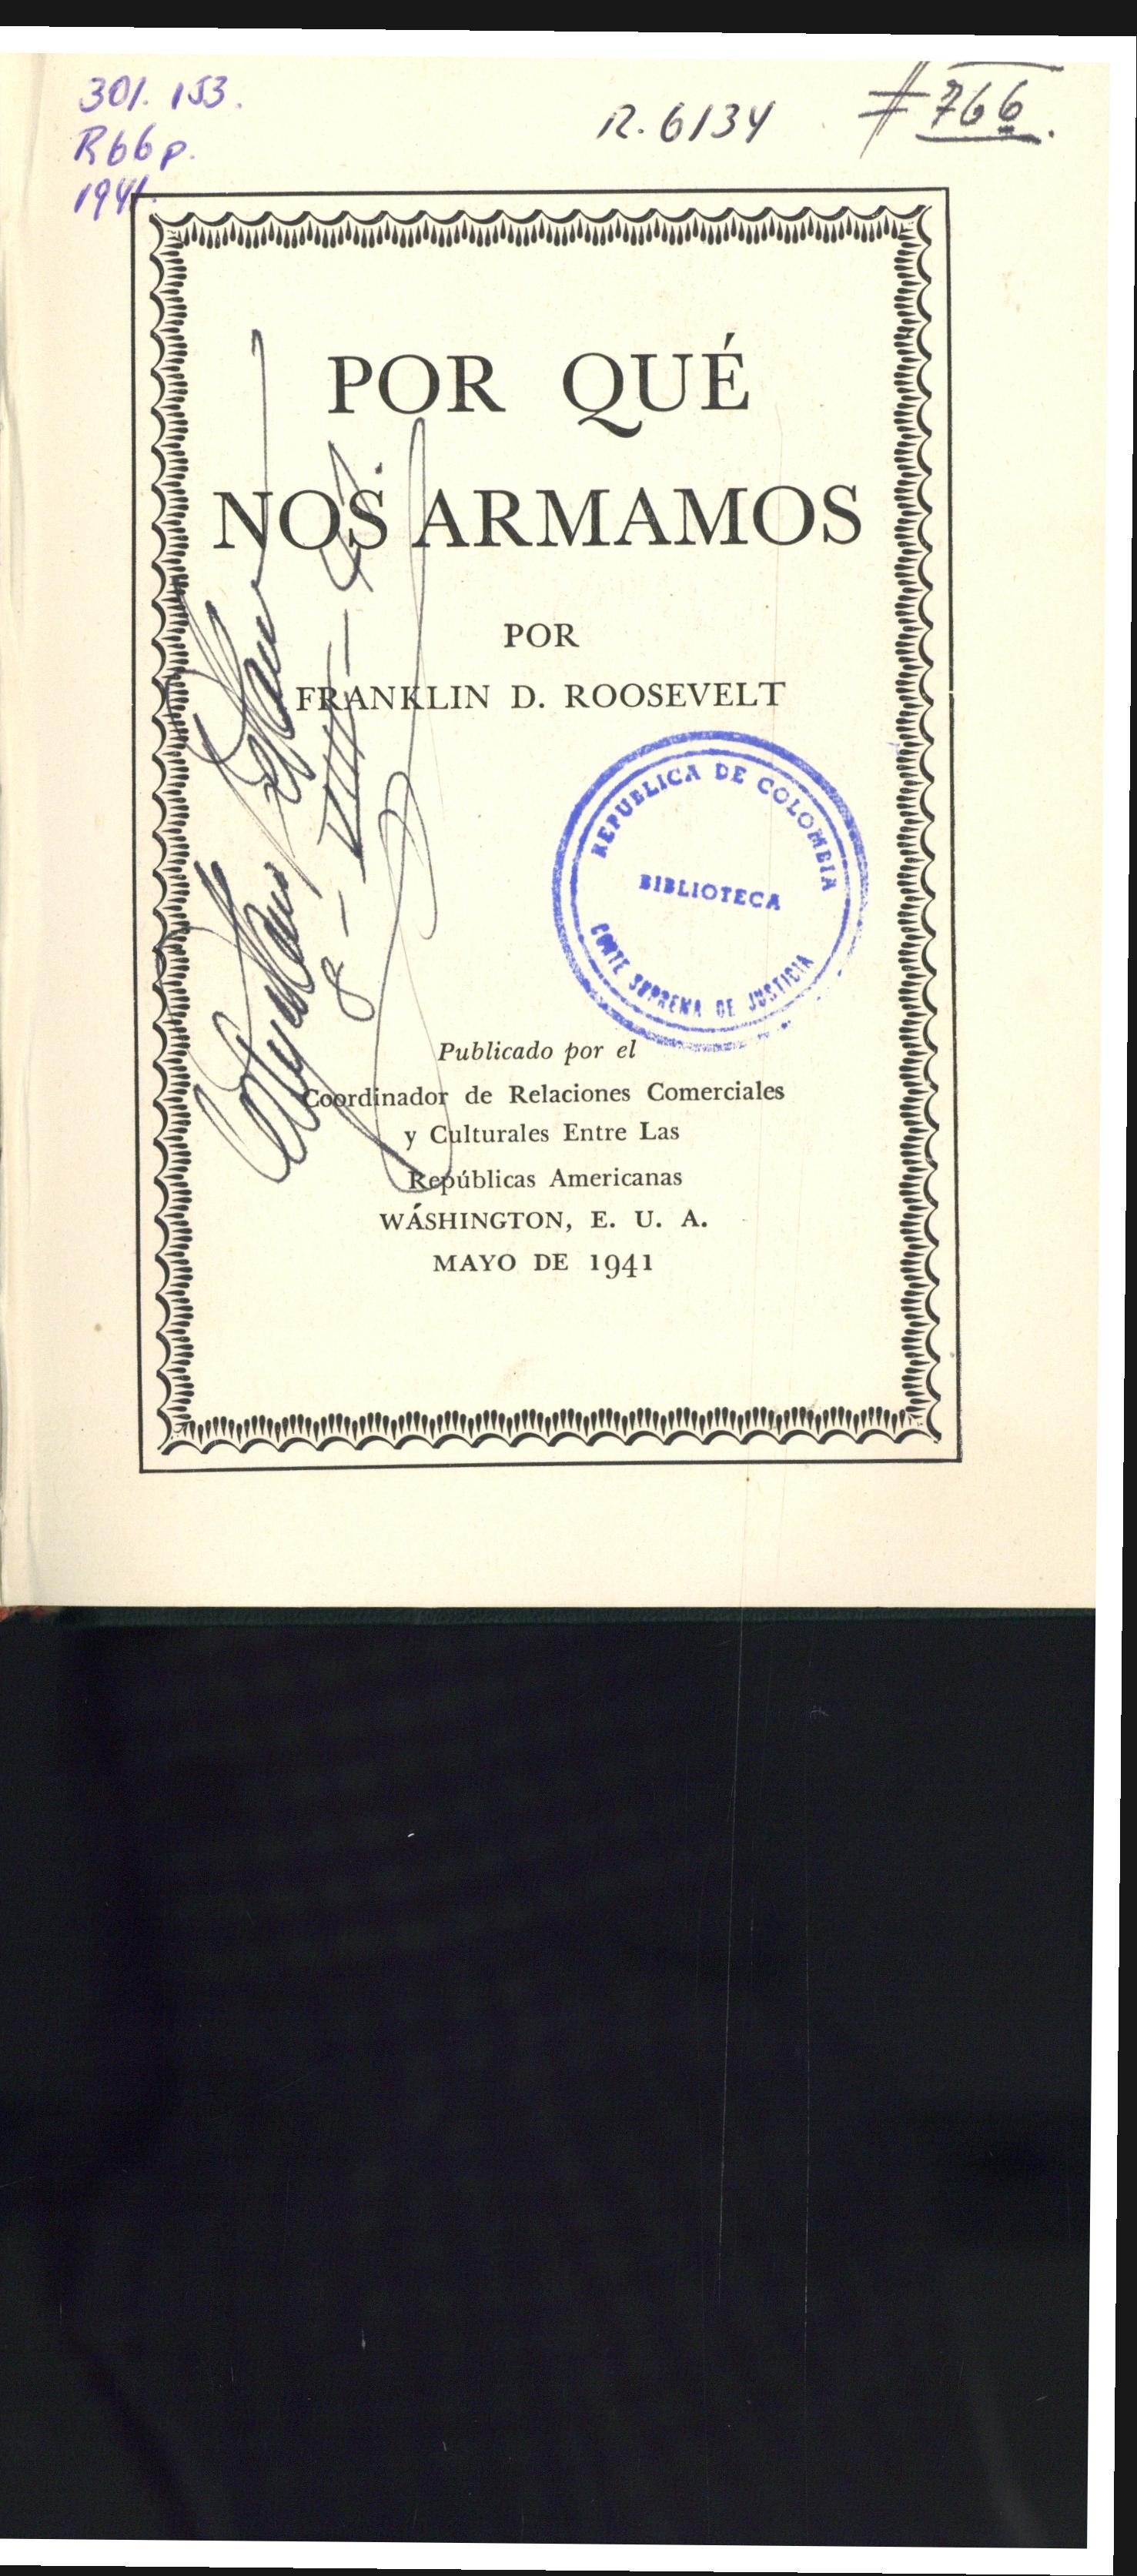 301.153.
R66p.
1941.
R.6134
#766.
POR QUÉ
NOS ARMAMOS
POR
FRANKLIN D. ROOSEVELT
REPUBLICA DE COLOMBIA
BIBLIOTECA
CORTE SUPREMA DE JUSTICIA
Publicado por el
Coordinador de Relaciones Comerciales
y Culturales Entre Las
Repúblicas Americanas
WÁSHINGTON, E. U. A.
MAYO DE 1941